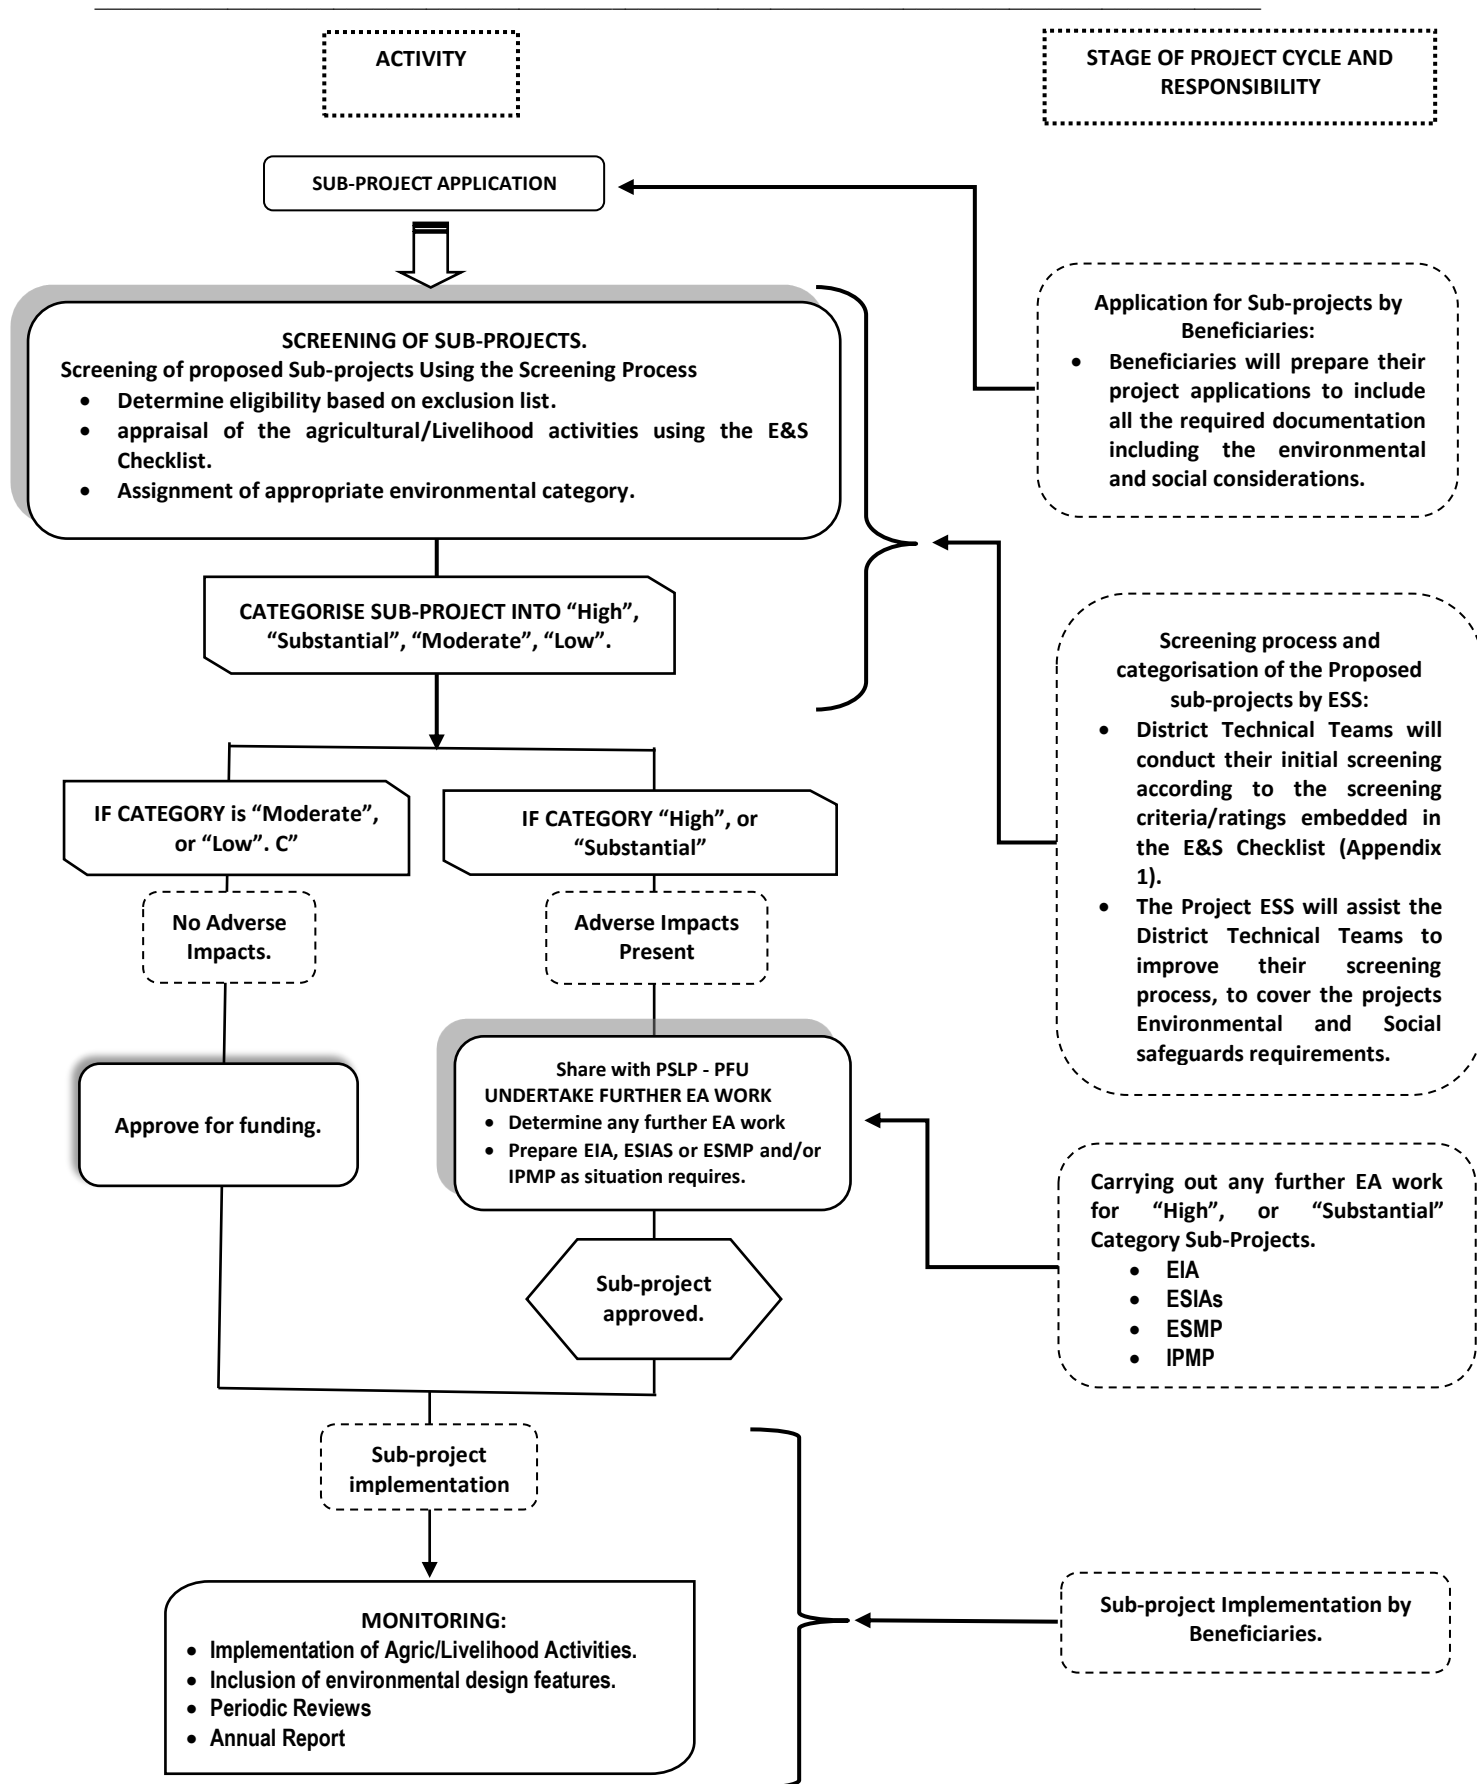 ACTIVITY
STAGE OF PROJECT CYCLE AND
RESPONSIBILITY
SUB-PROJECT APPLICATION
Application for Sub-projects by
Beneficiaries:
• Beneficiaries will prepare their
project applications to include
all the required documentation
including the environmental
and social considerations.
SCREENING OF SUB-PROJECTS.
Screening of proposed Sub-projects Using the Screening Process
• Determine eligibility based on exclusion list.
• appraisal of the agricultural/Livelihood activities using the E&S
Checklist.
• Assignment of appropriate environmental category.
CATEGORISE SUB-PROJECT INTO “High”,
“Substantial”, “Moderate”, “Low”.
Screening process and
categorisation of the Proposed
sub-projects by ESS:
• District Technical Teams will
conduct their initial screening
according to the screening
criteria/ratings embedded in
the E&S Checklist (Appendix
1).
• The Project ESS will assist the
District Technical Teams to
improve their screening
process, to cover the projects
Environmental and Social
safeguards requirements.
IF CATEGORY is “Moderate”,
or “Low”. C”
IF CATEGORY “High”, or
“Substantial”
No Adverse
Impacts.
Adverse Impacts
Present
Approve for funding.
Share with PSLP - PFU
UNDERTAKE FURTHER EA WORK
• Determine any further EA work
• Prepare EIA, ESIAS or ESMP and/or
IPMP as situation requires.
Carrying out any further EA work
for “High”, or “Substantial”
Category Sub-Projects.
• EIA
• ESIAs
• ESMP
• IPMP
Sub-project
approved.
Sub-project
implementation
MONITORING:
• Implementation of Agric/Livelihood Activities.
• Inclusion of environmental design features.
• Periodic Reviews
• Annual Report
Sub-project Implementation by
Beneficiaries.